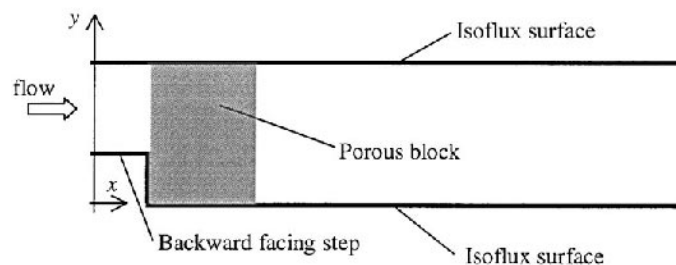 y
Isoflux surface
flow
Porous block
x
Backward facing step
Isoflux surface